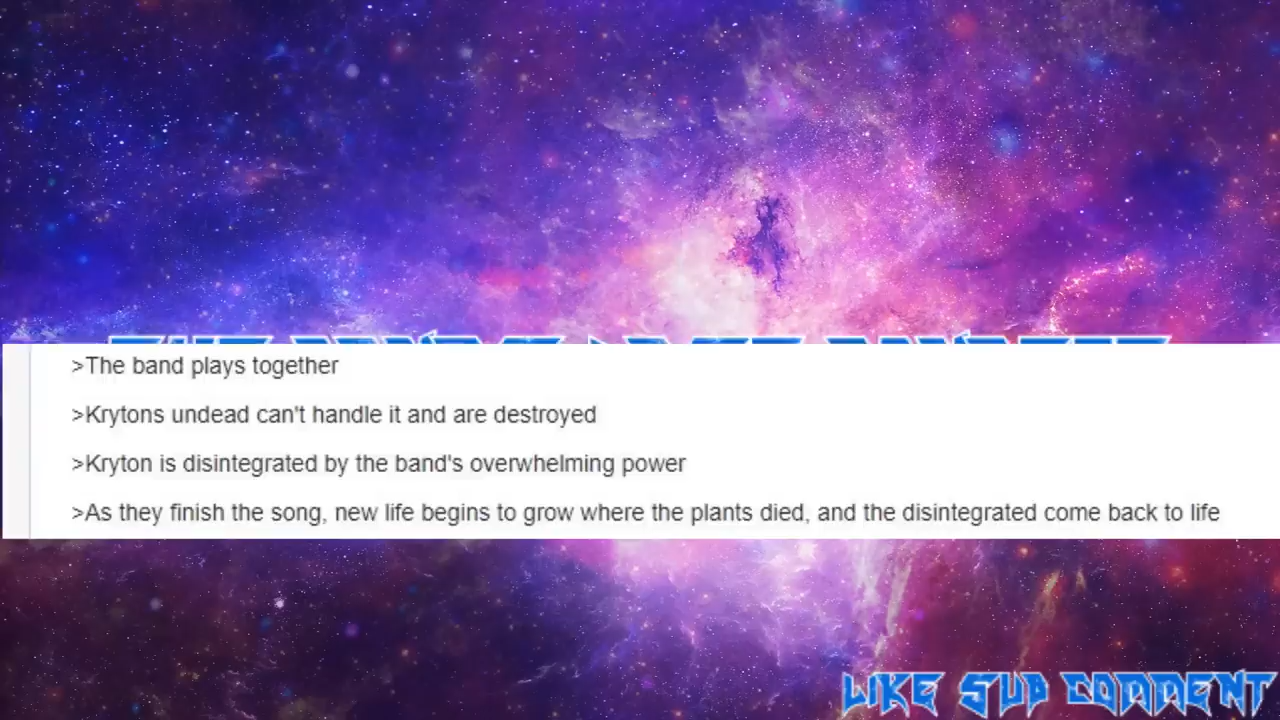 >The band plays together
>Krytons undead can't handle it and are destroyed
>Kryton is disintegrated by the band's overwhelming power
>As they finish the song, new life begins to grow where the plants died, and the disintegrated come back to life
LIKE SUB COMMENT